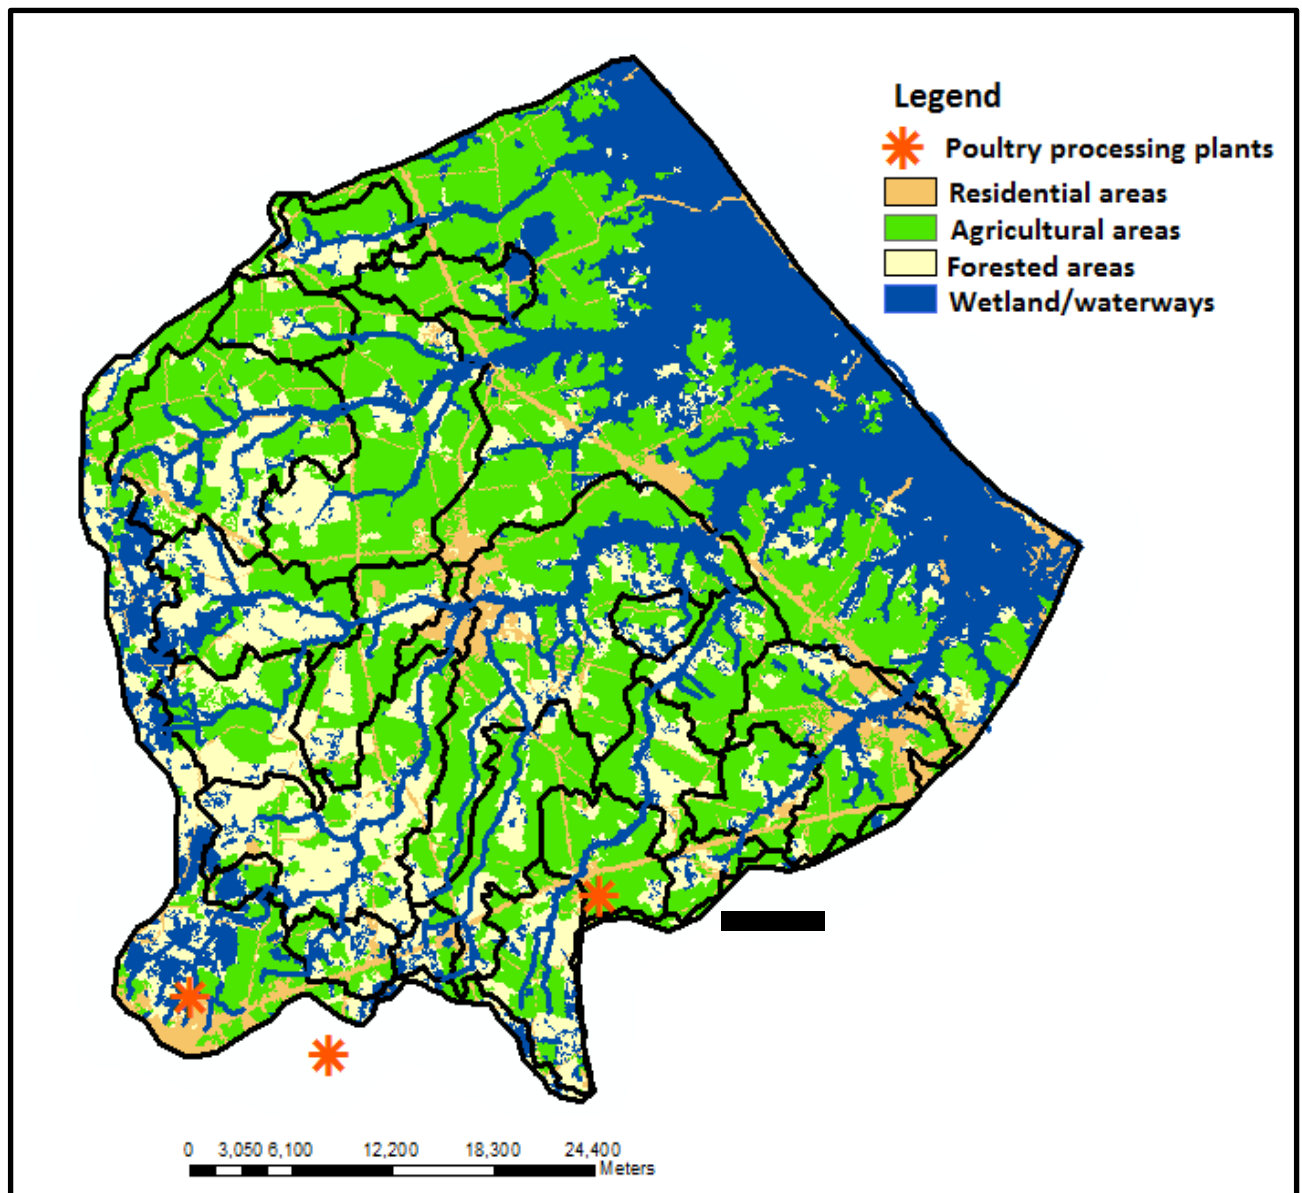 Legend
Poultry processing plants
Residential areas
Agricultural areas
Forested areas
Wetland/waterways
0 3,050 6,100 12,200 18,300 24,400
Meters